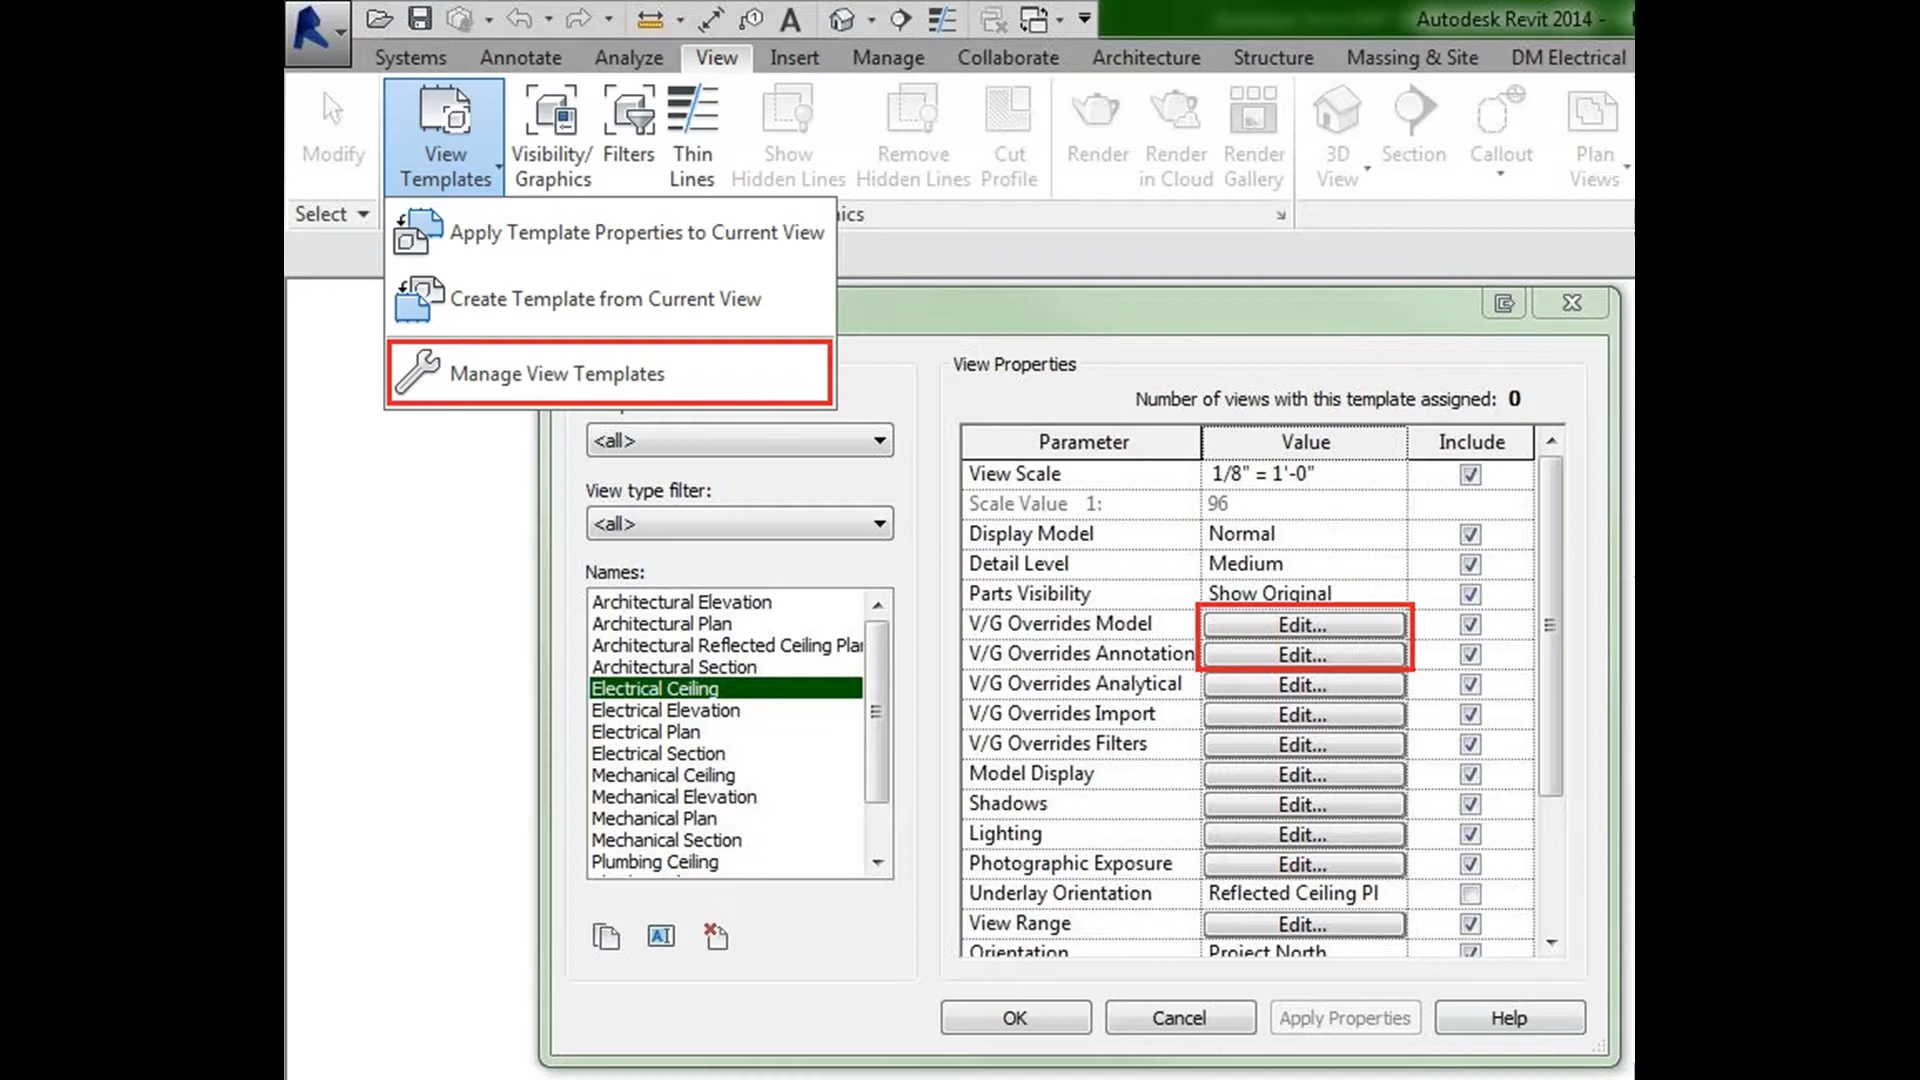 Autodesk Revit 2014 -
Systems Annotate Analyze View Insert Manage Collaborate Architecture Structure Massing & Site DM Electrical
Modify
View Templates
Visibility/ Graphics
Filters
Thin Lines
Show Hidden Lines
Remove Hidden Lines
Cut Profile
Render
Render in Cloud
Render Gallery
3D View
Section
Callout
Plan Views
Select
Apply Template Properties to Current View
Create Template from Current View
Manage View Templates
<all>
View type filter:
<all>
Names:
Architectural Elevation
Architectural Plan
Architectural Reflected Ceiling Plan
Architectural Section
Electrical Ceiling
Electrical Elevation
Electrical Plan
Electrical Section
Mechanical Ceiling
Mechanical Elevation
Mechanical Plan
Mechanical Section
Plumbing Ceiling
View Properties
Number of views with this template assigned: 0
Parameter Value Include
View Scale 1/8" = 1'-0"
Scale Value 1: 96
Display Model Normal
Detail Level Medium
Parts Visibility Show Original
V/G Overrides Model Edit...
V/G Overrides Annotation Edit...
V/G Overrides Analytical Edit...
V/G Overrides Import Edit...
V/G Overrides Filters Edit...
Model Display Edit...
Shadows Edit...
Lighting Edit...
Photographic Exposure Edit...
Underlay Orientation Reflected Ceiling Pl
View Range Edit...
Orientation Project North
OK Cancel Apply Properties Help